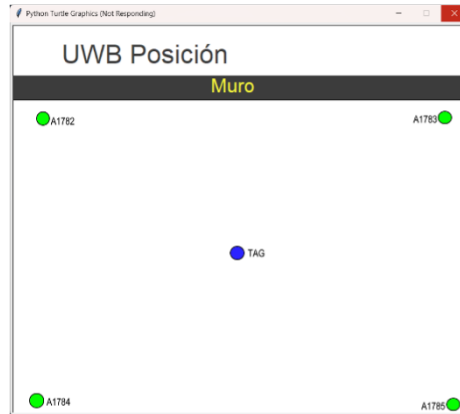 Python Turtle Graphics (Not Responding)
UWB Posición
Muro
A1782
A1783
TAG
A1784
A1785